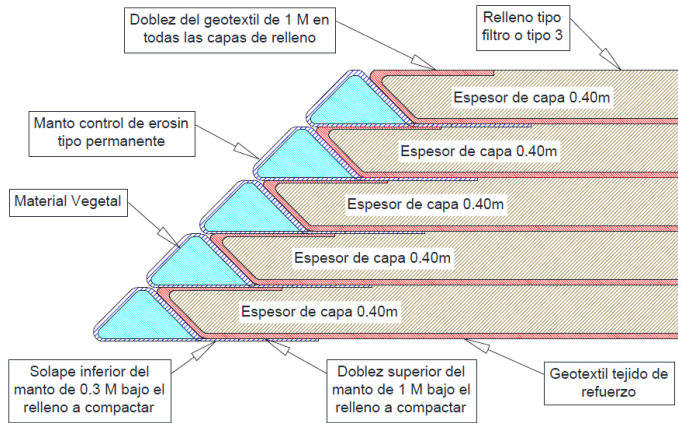 Doblez del geotextil de 1 M en
todas las capas de relleno
Relleno tipo
filtro o tipo 3
Espesor de capa 0.40m
Manto control de erosin
tipo permanente
Espesor de capa 0.40m
Material Vegetal
Espesor de capa 0.40m
Espesor de capa 0.40m
Espesor de capa 0.40m
Solape inferior del
manto de 0.3 M bajo el
relleno a compactar
Doblez superior del
manto de 1 M bajo el
relleno a compactar
Geotextil tejido de
refuerzo